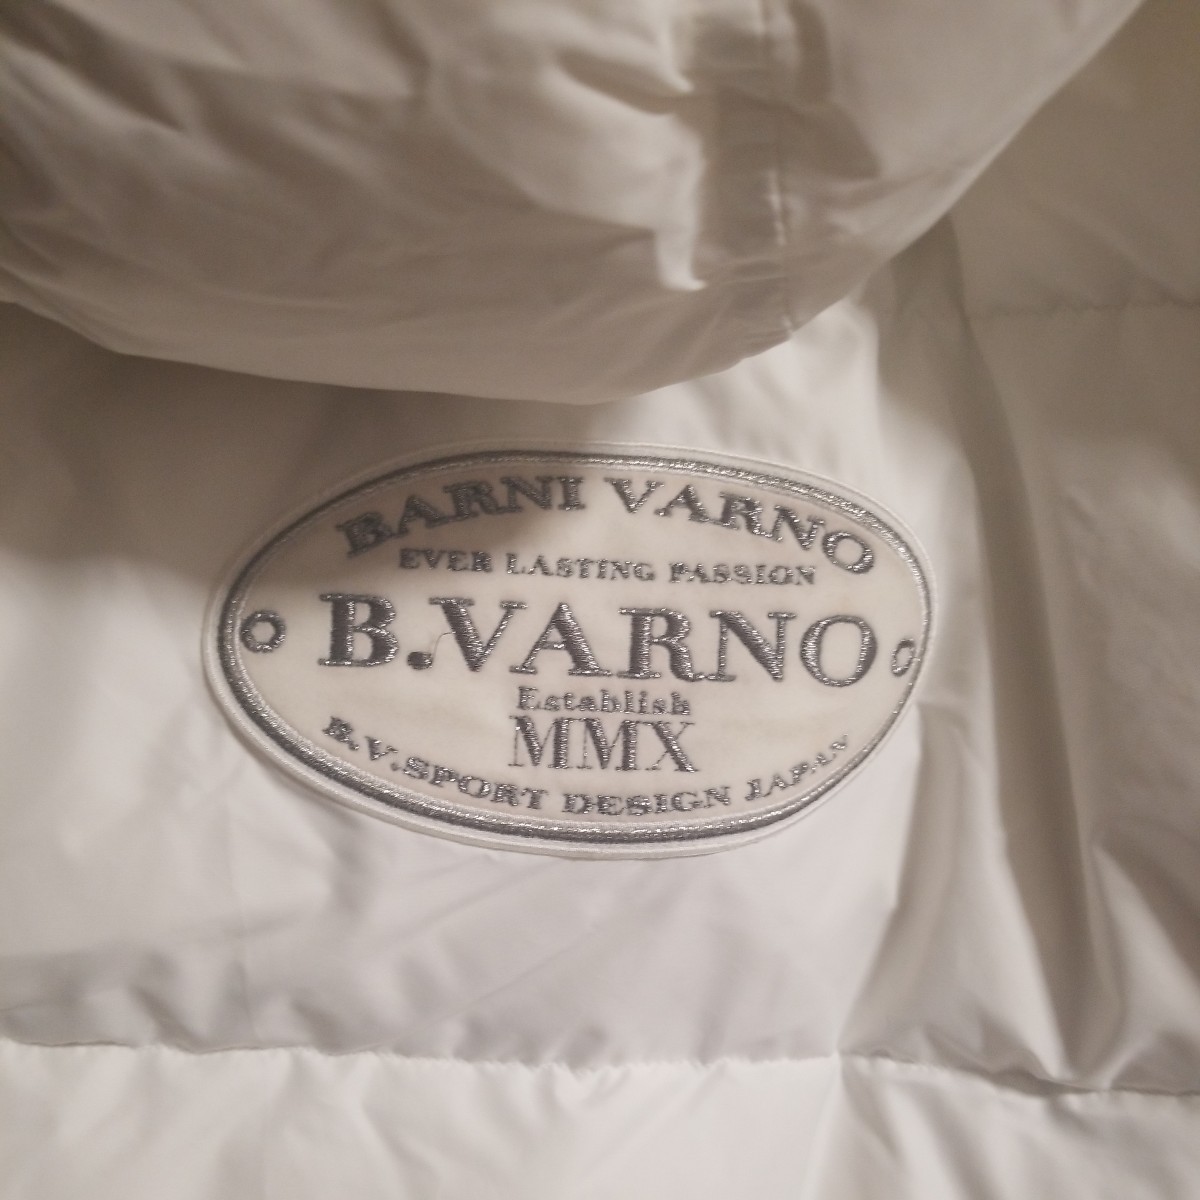 BARNI VARNO
EVER LASTING PASSION
B.VARNO
Establish
MMX
B.V.SPORT DESIGN JAPAN